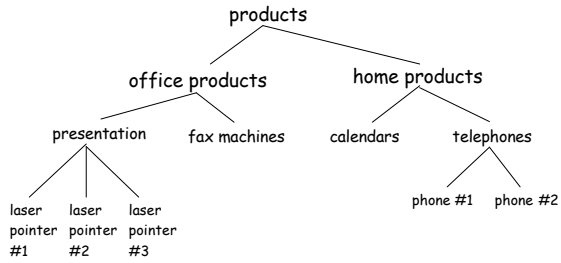 products
office products
home products
presentation
fax machines
calendars
telephones
laser
pointer
#1
laser
pointer
#2
laser
pointer
#3
phone #1
phone #2